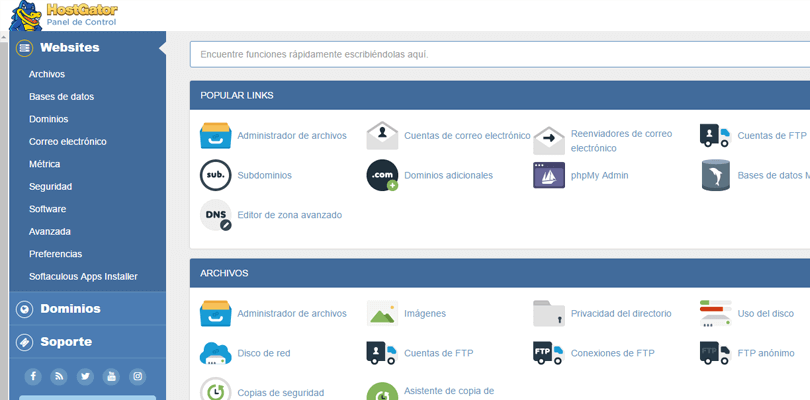 HostGator
Panel de Control
Websites
Archivos
Bases de datos
Dominios
Correo electrónico
Métrica
Seguridad
Software
Avanzada
Preferencias
Softaculous Apps Installer
Dominios
Soporte
Encuentre funciones rápidamente escribiéndolas aquí.
POPULAR LINKS
Administrador de archivos
Cuentas de correo electrónico
Reenviadores de correo
electrónico
Cuentas de FTP
sub.
Subdominios
.com
Dominios adicionales
phpMy Admin
Bases de datos M
DNS
Editor de zona avanzado
ARCHIVOS
Administrador de archivos
Imágenes
Privacidad del directorio
Uso del disco
Disco de red
Cuentas de FTP
FTP
Conexiones de FTP
FTP
FTP anónimo
Copias de seguridad
Asistente de copia de